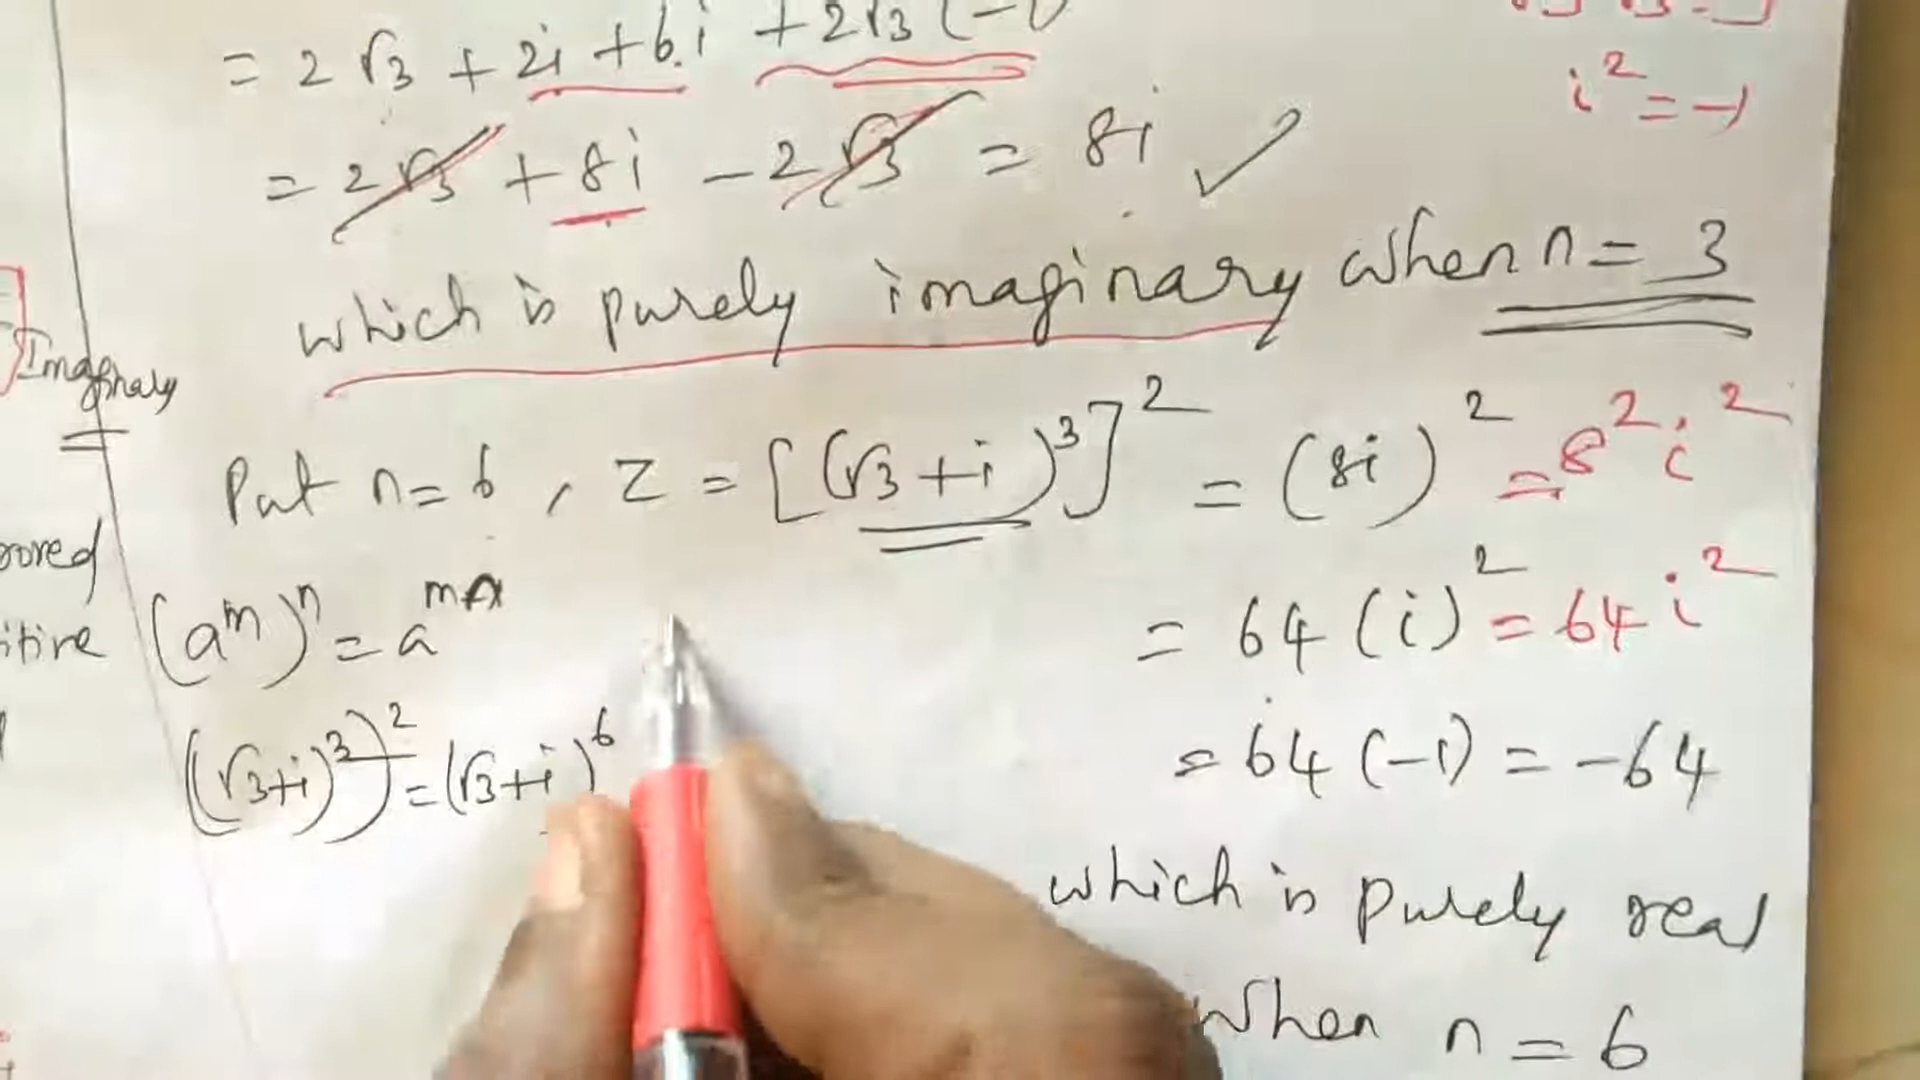 = 2√3 + 2i + 6i + 2√3 (-1)
i² = -1
= 2√3 + 8i - 2√3 = 8i ✓
which is purely imaginary when n = 3
Imaginary
Put n = 6, z = [(√3+i)³]² = (8i)² = 8² i²
(aᵐ)ⁿ = aᵐⁿ
= 64 (i)² = 64 i²
((√3+i)³)² = (√3+i)⁶
= 64 (-1) = -64
which is purely real
when n = 6